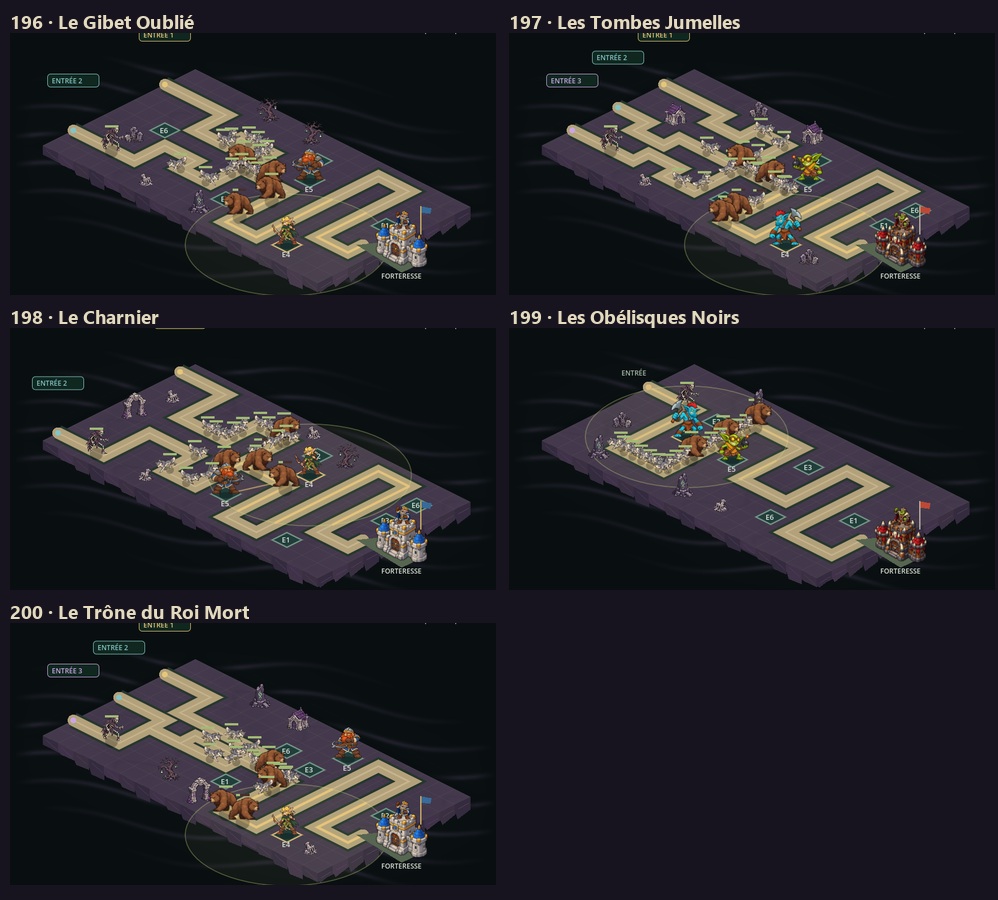 196 · Le Gibet Oublié
ENTRÉE 1
ENTRÉE 2
E6
E5
E4
FORTERESSE
197 · Les Tombes Jumelles
ENTRÉE 1
ENTRÉE 2
ENTRÉE 3
E5
E6
E4
FORTERESSE
198 · Le Charnier
ENTRÉE 2
E4
E5
E6
E1
FORTERESSE
199 · Les Obélisques Noirs
ENTRÉE
E5
E3
E6
E1
FORTERESSE
200 · Le Trône du Roi Mort
ENTRÉE 1
ENTRÉE 2
ENTRÉE 3
E6
E5
E3
E1
E4
FORTERESSE